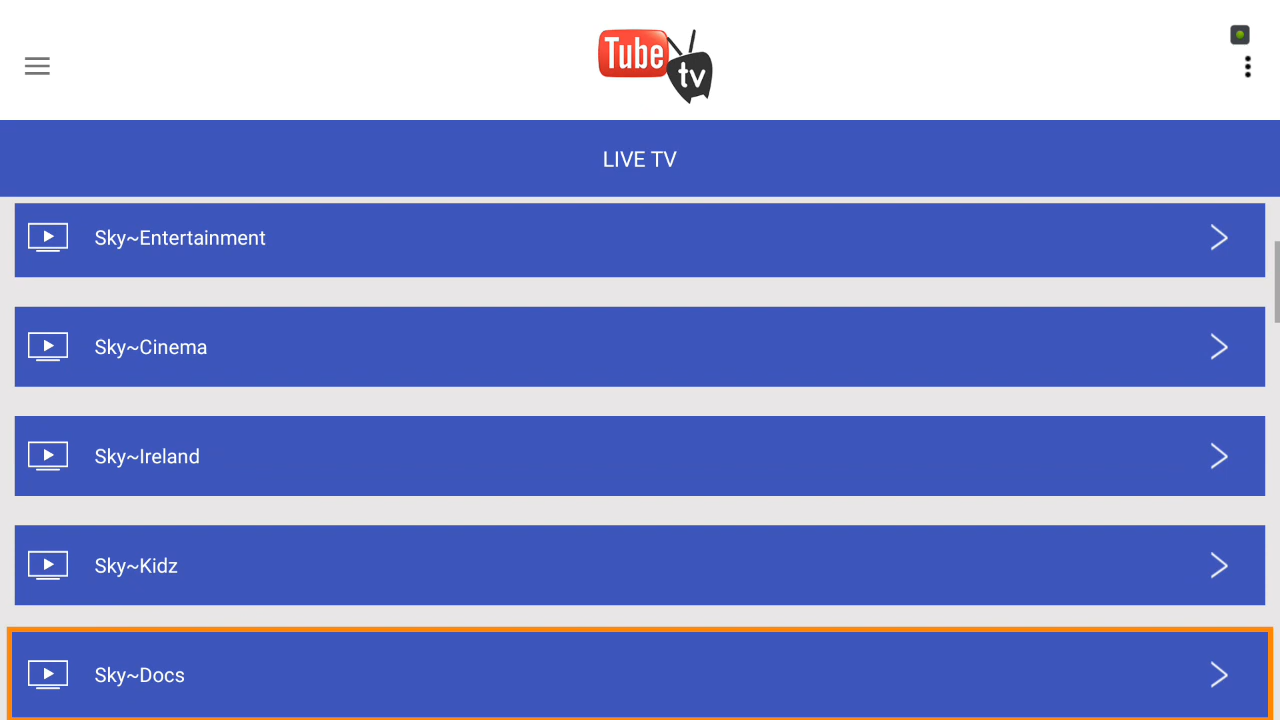 Tube
tv
LIVE TV
Sky~Entertainment
Sky~Cinema
Sky~Ireland
Sky~Kidz
Sky~Docs